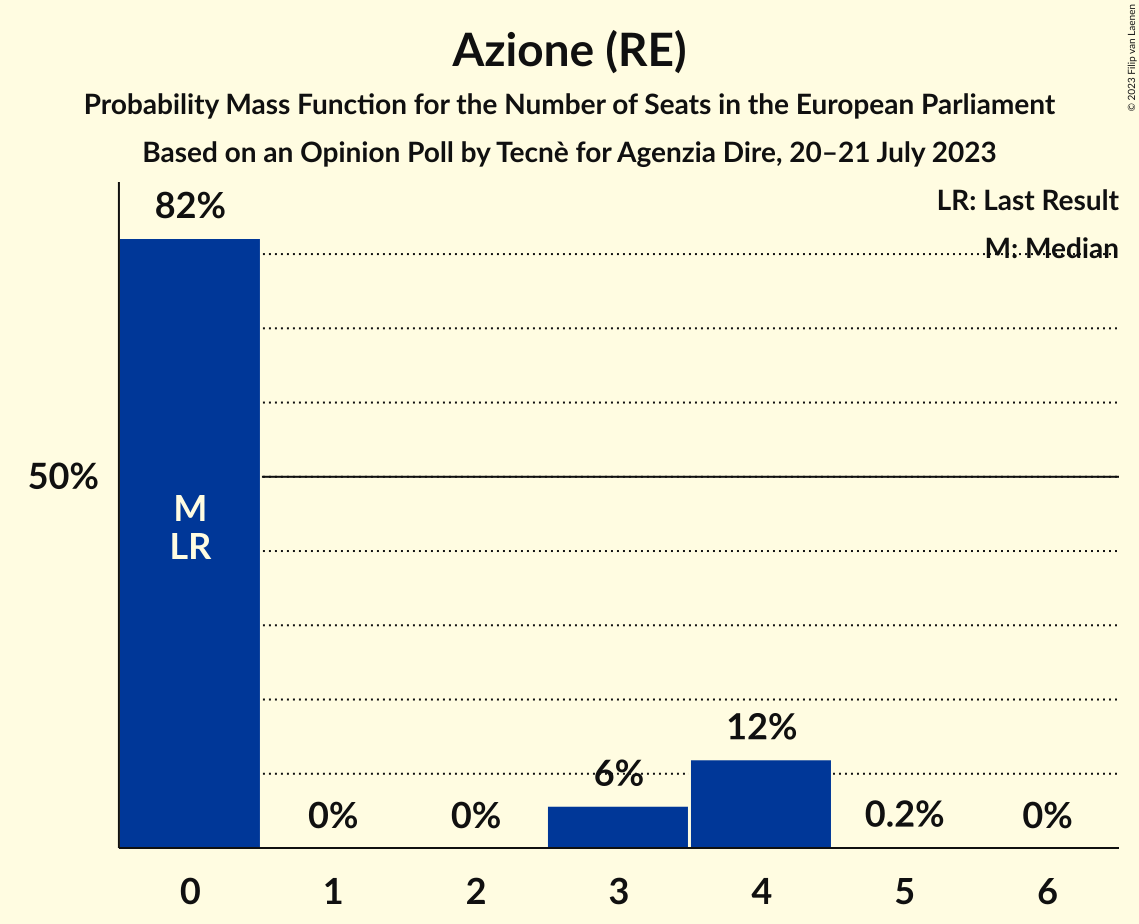 Azione (RE)
Probability Mass Function for the Number of Seats in the European Parliament
Based on an Opinion Poll by Tecnè for Agenzia Dire, 20–21 July 2023
© 2023 Filip van Laenen
LR: Last Result
M: Median
82%
50%
M
LR
0%
0%
6%
12%
0.2%
0%
0
1
2
3
4
5
6